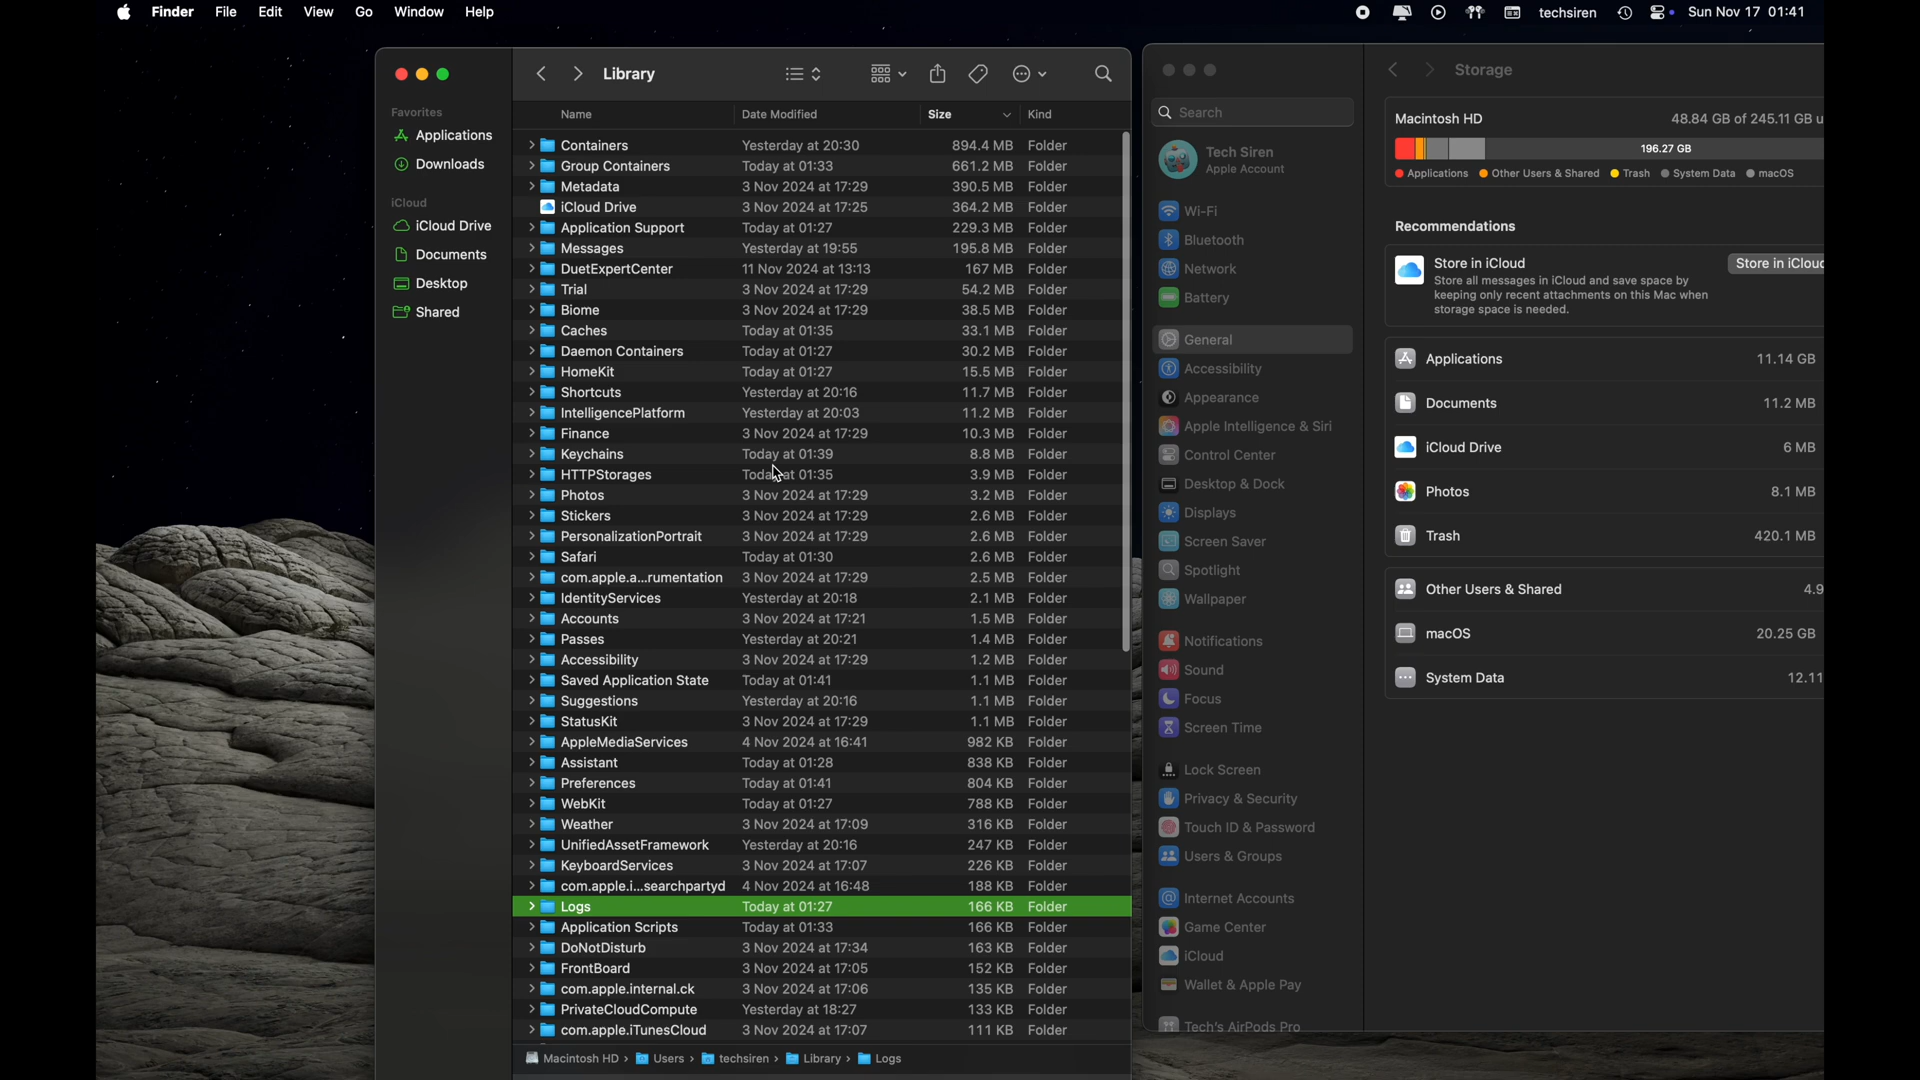 Finder File Edit View Go Window Help techsiren Sun Nov 17 01:41
Library
Favorites
Applications
Downloads
iCloud
iCloud Drive
Documents
Desktop
Shared
Name Date Modified Size Kind
Containers Yesterday at 20:30 894.4 MB Folder
Group Containers Today at 01:33 661.2 MB Folder
Metadata 3 Nov 2024 at 17:29 390.5 MB Folder
iCloud Drive 3 Nov 2024 at 17:25 364.2 MB Folder
Application Support Today at 01:27 229.3 MB Folder
Messages Yesterday at 19:55 195.8 MB Folder
DuetExpertCenter 11 Nov 2024 at 13:13 167 MB Folder
Trial 3 Nov 2024 at 17:29 54.2 MB Folder
Biome 3 Nov 2024 at 17:29 38.5 MB Folder
Caches Today at 01:35 33.1 MB Folder
Daemon Containers Today at 01:27 30.2 MB Folder
HomeKit Today at 01:27 15.5 MB Folder
Shortcuts Yesterday at 20:16 11.7 MB Folder
IntelligencePlatform Yesterday at 20:03 11.2 MB Folder
Finance 3 Nov 2024 at 17:29 10.3 MB Folder
Keychains Today at 01:39 8.8 MB Folder
HTTPStorages Today at 01:35 3.9 MB Folder
Photos 3 Nov 2024 at 17:29 3.2 MB Folder
Stickers 3 Nov 2024 at 17:29 2.6 MB Folder
PersonalizationPortrait 3 Nov 2024 at 17:29 2.6 MB Folder
Safari Today at 01:30 2.6 MB Folder
com.apple.a...rumentation 3 Nov 2024 at 17:29 2.5 MB Folder
IdentityServices Yesterday at 20:18 2.1 MB Folder
Accounts 3 Nov 2024 at 17:21 1.5 MB Folder
Passes Yesterday at 20:21 1.4 MB Folder
Accessibility 3 Nov 2024 at 17:29 1.2 MB Folder
Saved Application State Today at 01:41 1.1 MB Folder
Suggestions Yesterday at 20:16 1.1 MB Folder
StatusKit 3 Nov 2024 at 17:29 1.1 MB Folder
AppleMediaServices 4 Nov 2024 at 16:41 982 KB Folder
Assistant Today at 01:28 838 KB Folder
Preferences Today at 01:41 804 KB Folder
WebKit Today at 01:27 788 KB Folder
Weather 3 Nov 2024 at 17:09 316 KB Folder
UnifiedAssetFramework Yesterday at 20:16 247 KB Folder
KeyboardServices 3 Nov 2024 at 17:07 226 KB Folder
com.apple.i...searchpartyd 4 Nov 2024 at 16:48 188 KB Folder
Logs Today at 01:27 166 KB Folder
Application Scripts Today at 01:33 166 KB Folder
DoNotDisturb 3 Nov 2024 at 17:34 163 KB Folder
FrontBoard 3 Nov 2024 at 17:05 152 KB Folder
com.apple.internal.ck 3 Nov 2024 at 17:06 135 KB Folder
PrivateCloudCompute Yesterday at 18:27 133 KB Folder
com.apple.iTunesCloud 3 Nov 2024 at 17:07 111 KB Folder
Macintosh HD › Users › techsiren › Library › Logs
Search
Tech Siren
Apple Account
Wi-Fi
Bluetooth
Network
Battery
General
Accessibility
Appearance
Apple Intelligence & Siri
Control Center
Desktop & Dock
Displays
Screen Saver
Spotlight
Wallpaper
Notifications
Sound
Focus
Screen Time
Lock Screen
Privacy & Security
Touch ID & Password
Users & Groups
Internet Accounts
Game Center
iCloud
Wallet & Apple Pay
Tech's AirPods Pro
Storage
Macintosh HD 48.84 GB of 245.11 GB u
196.27 GB
Applications Other Users & Shared Trash System Data macOS
Recommendations
Store in iCloud Store in iCloud
Store all messages in iCloud and save space by
keeping only recent attachments on this Mac when
storage space is needed.
Applications 11.14 GB
Documents 11.2 MB
iCloud Drive 6 MB
Photos 8.1 MB
Trash 420.1 MB
Other Users & Shared 4.9
macOS 20.25 GB
System Data 12.11